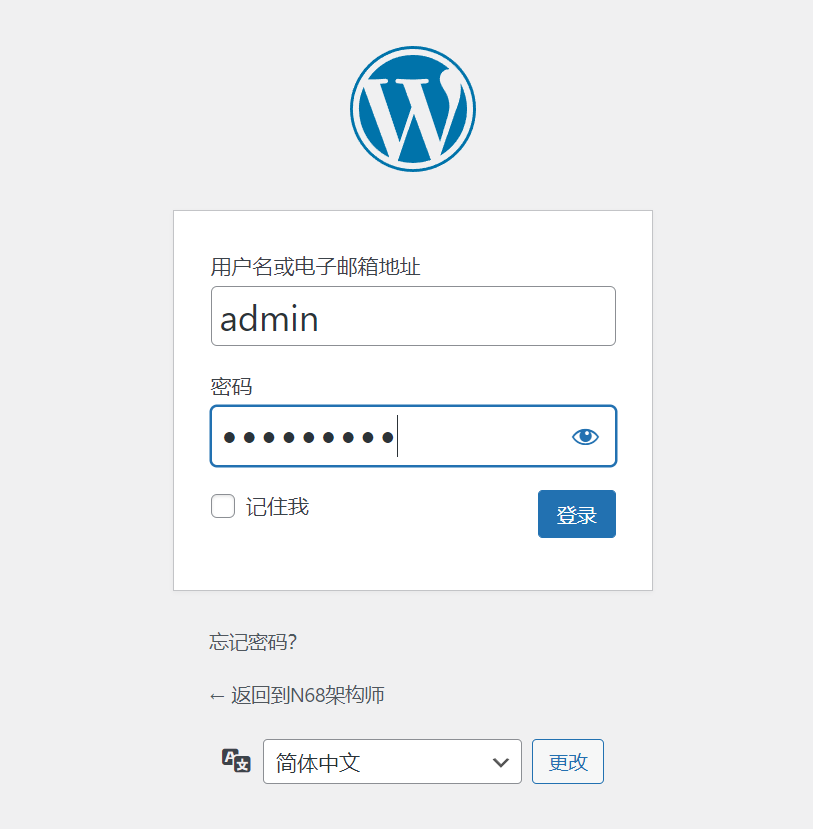 用户名或电子邮箱地址
admin
密码
•••••••••
记住我
登录
忘记密码？
← 返回到N68架构师
简体中文
更改